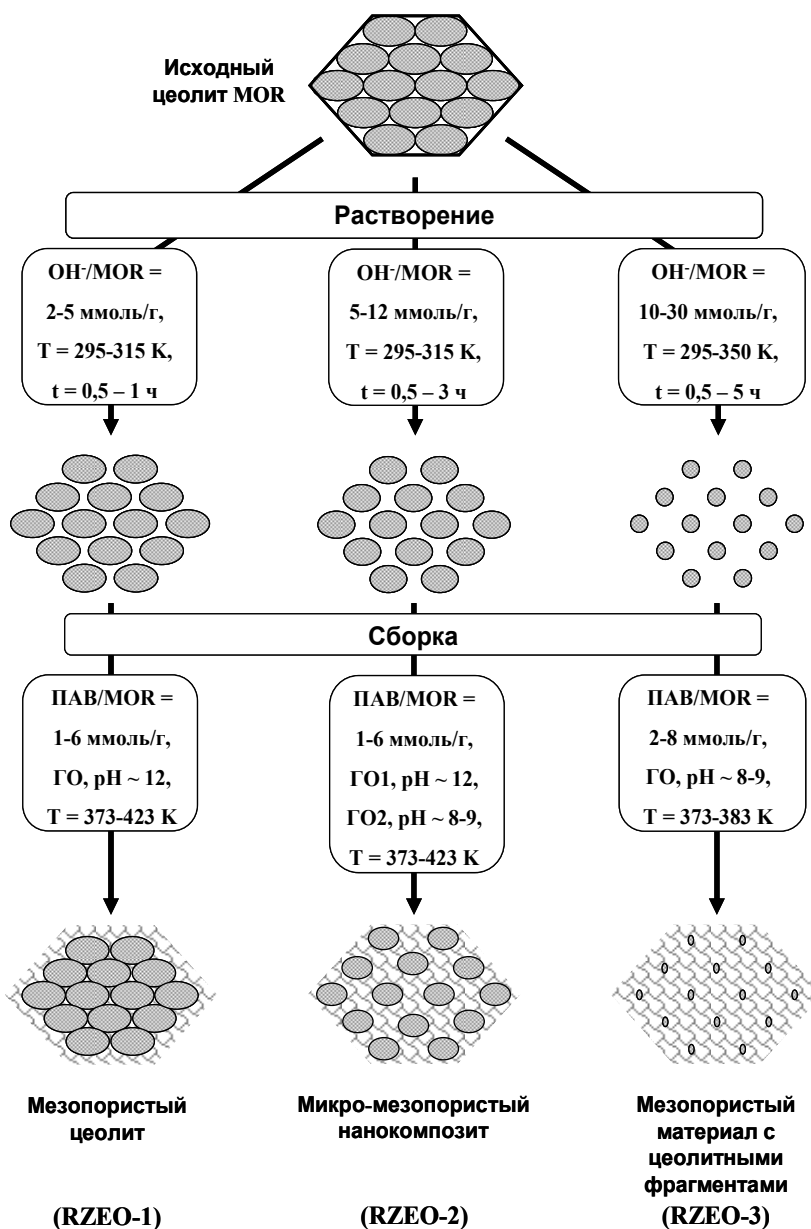 Исходный
цеолит MOR
Растворение
OH-/MOR =
2-5 ммоль/г,
T = 295-315 K,
t = 0,5 – 1 ч
OH-/MOR =
5-12 ммоль/г,
T = 295-315 K,
t = 0,5 – 3 ч
OH-/MOR =
10-30 ммоль/г,
T = 295-350 K,
t = 0,5 – 5 ч
Сборка
ПАВ/MOR =
1-6 ммоль/г,
ГО, pH ~ 12,
T = 373-423 K
ПАВ/MOR =
1-6 ммоль/г,
ГО1, pH ~ 12,
ГО2, pH ~ 8-9,
T = 373-423 K
ПАВ/MOR =
2-8 ммоль/г,
ГО, pH ~ 8-9,
T = 373-383 K
Мезопористый
цеолит
(RZEO-1)
Микро-мезопористый
нанокомпозит
(RZEO-2)
Мезопористый
материал с
цеолитными
фрагментами
(RZEO-3)